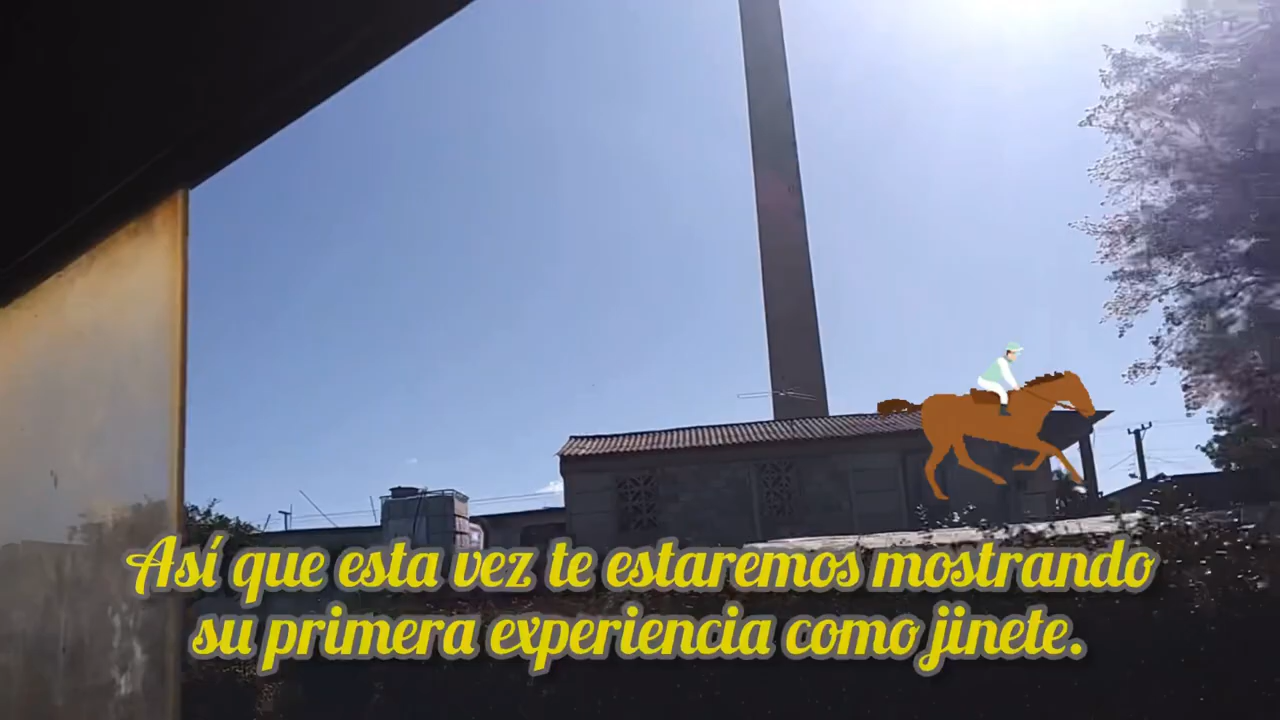 Así que esta vez te estaremos mostrando
su primera experiencia como jinete.